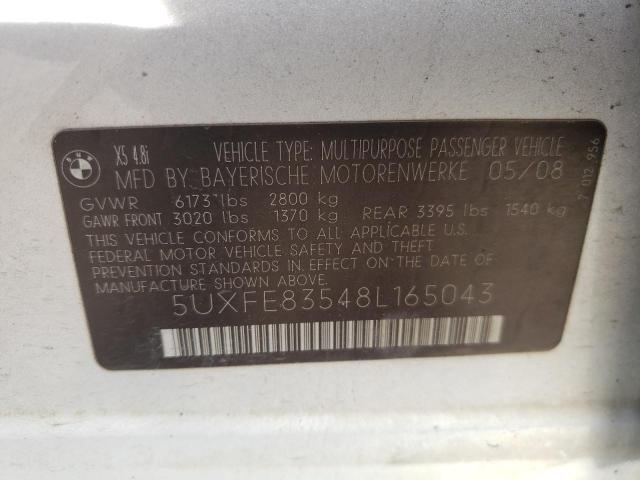 BMW
X5 4.8i
VEHICLE TYPE: MULTIPURPOSE PASSENGER VEHICLE
MFD BY BAYERISCHE MOTORENWERKE 05/08
GVWR 6173 lbs 2800 kg
GAWR FRONT 3020 lbs 1370 kg REAR 3395 lbs 1540 kg
THIS VEHICLE CONFORMS TO ALL APPLICABLE U.S.
FEDERAL MOTOR VEHICLE SAFETY AND THEFT
PREVENTION STANDARDS IN EFFECT ON THE DATE OF
MANUFACTURE SHOWN ABOVE.
5UXFE83548L165043
7 012 956